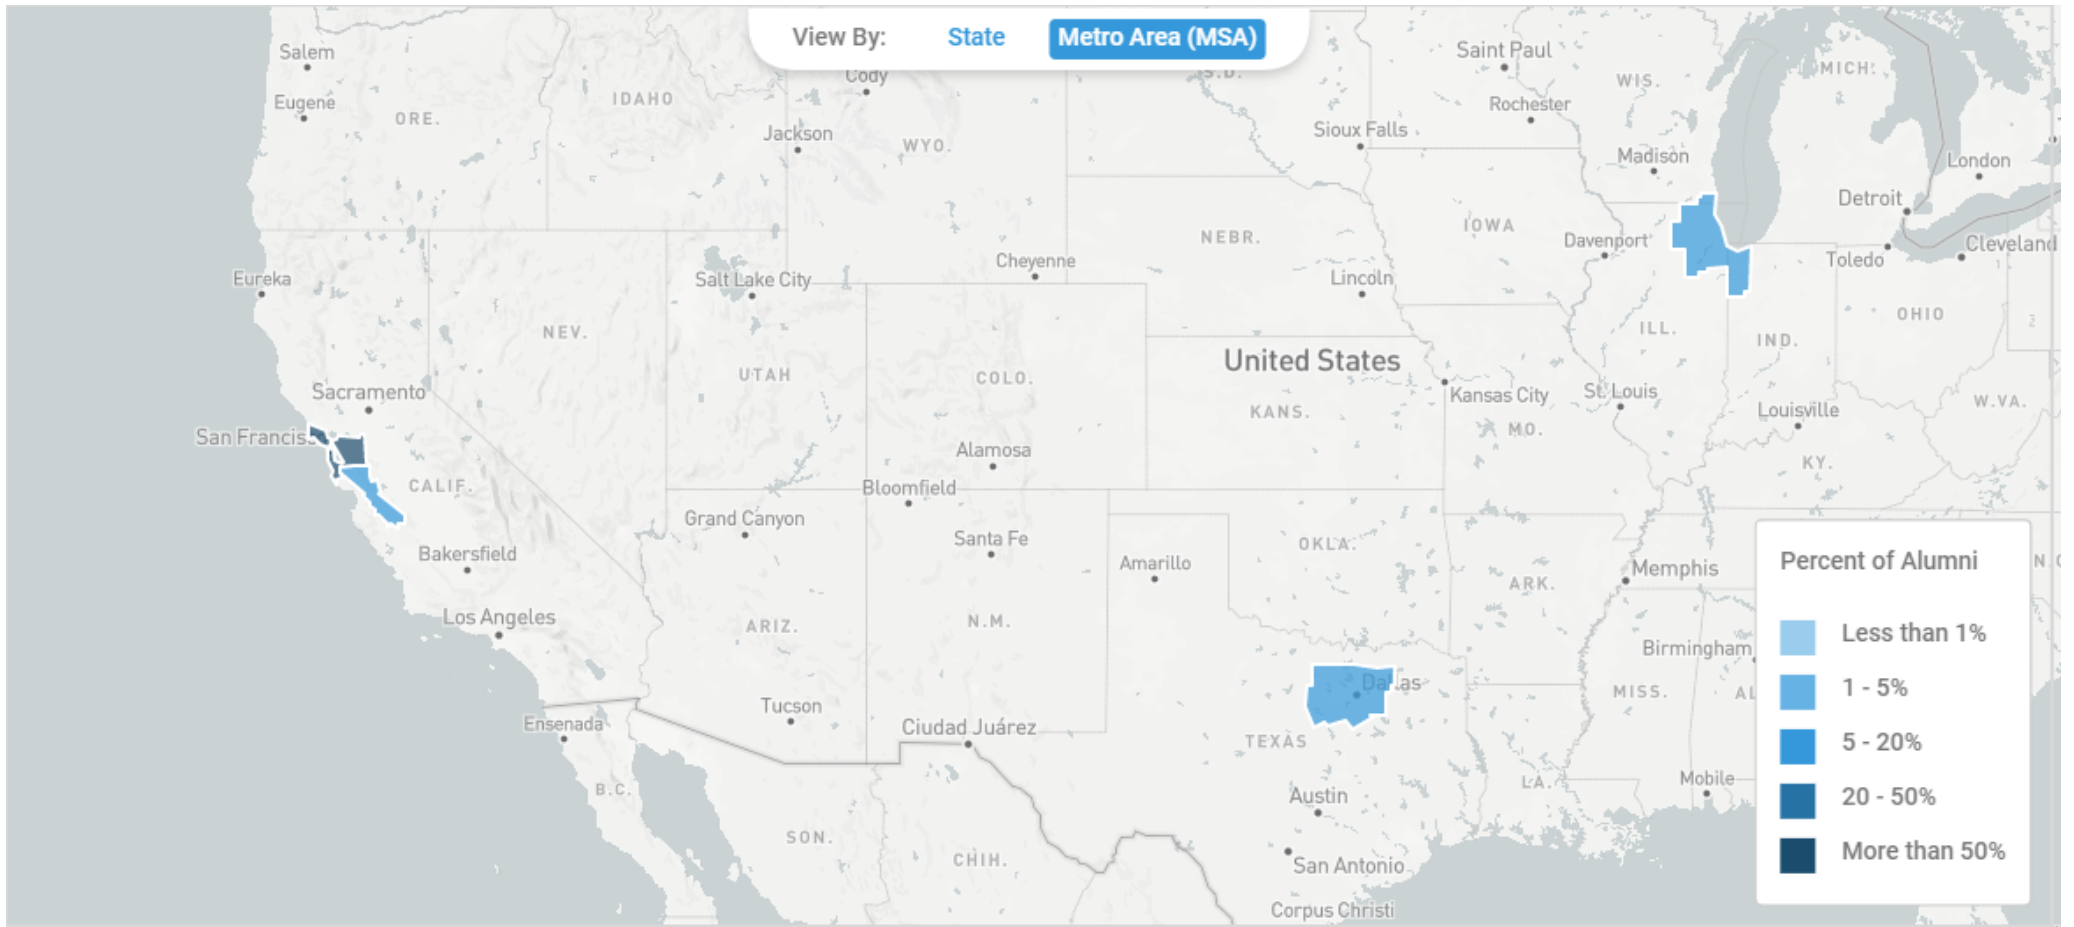 View By:
State
Metro Area (MSA)
Salem
Eugene
ORE.
IDAHO
Cody
Jackson
WYO.
S.D.
Saint Paul
Rochester
Sioux Falls
WIS.
Madison
MICH.
London
Detroit
Toledo
Cleveland
IOWA
Davenport
NEBR.
Lincoln
Cheyenne
Salt Lake City
Eureka
NEV.
UTAH
COLO.
United States
KANS.
Kansas City
MO.
St. Louis
ILL.
IND.
OHIO
Louisville
W.VA.
KY.
Sacramento
San Francisc
CALIF.
Alamosa
Bloomfield
Grand Canyon
Santa Fe
Amarillo
OKLA.
ARK.
Memphis
Bakersfield
Los Angeles
ARIZ.
N.M.
Birmingham
MISS.
AL
Dallas
TEXAS
Tucson
Ensenada
Ciudad Juárez
B.C.
SON.
CHIH.
Austin
San Antonio
Corpus Christi
LA.
Mobile
Percent of Alumni
Less than 1%
1 - 5%
5 - 20%
20 - 50%
More than 50%